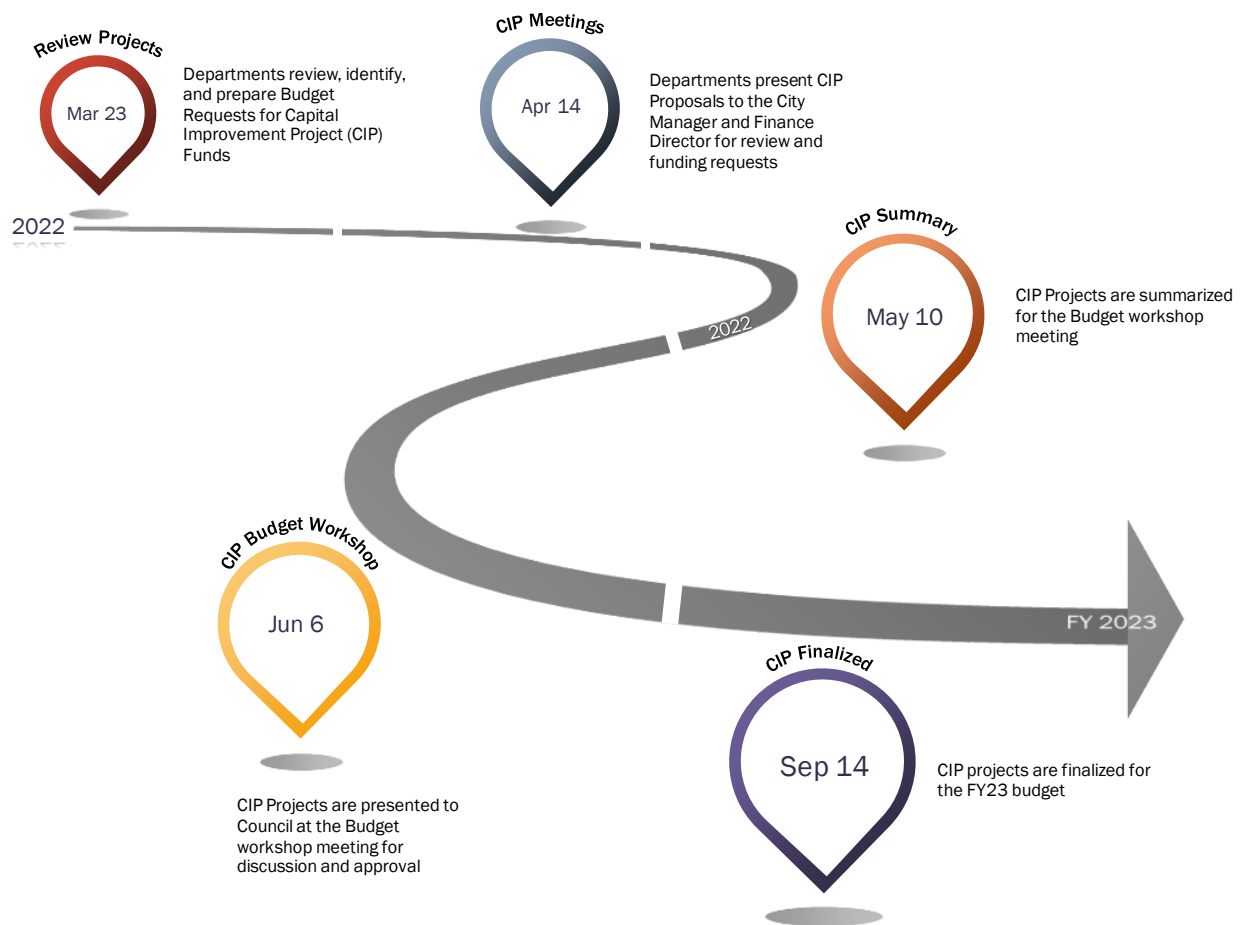 Review Projects
Mar 23
Departments review, identify,
and prepare Budget
Requests for Capital
Improvement Project (CIP)
Funds
CIP Meetings
Apr 14
Departments present CIP
Proposals to the City
Manager and Finance
Director for review and
funding requests
2022
CIP Summary
May 10
CIP Projects are summarized
for the Budget workshop
meeting
2022
CIP Budget Workshop
Jun 6
CIP Projects are presented to
Council at the Budget
workshop meeting for
discussion and approval
FY 2023
CIP Finalized
Sep 14
CIP projects are finalized for
the FY23 budget